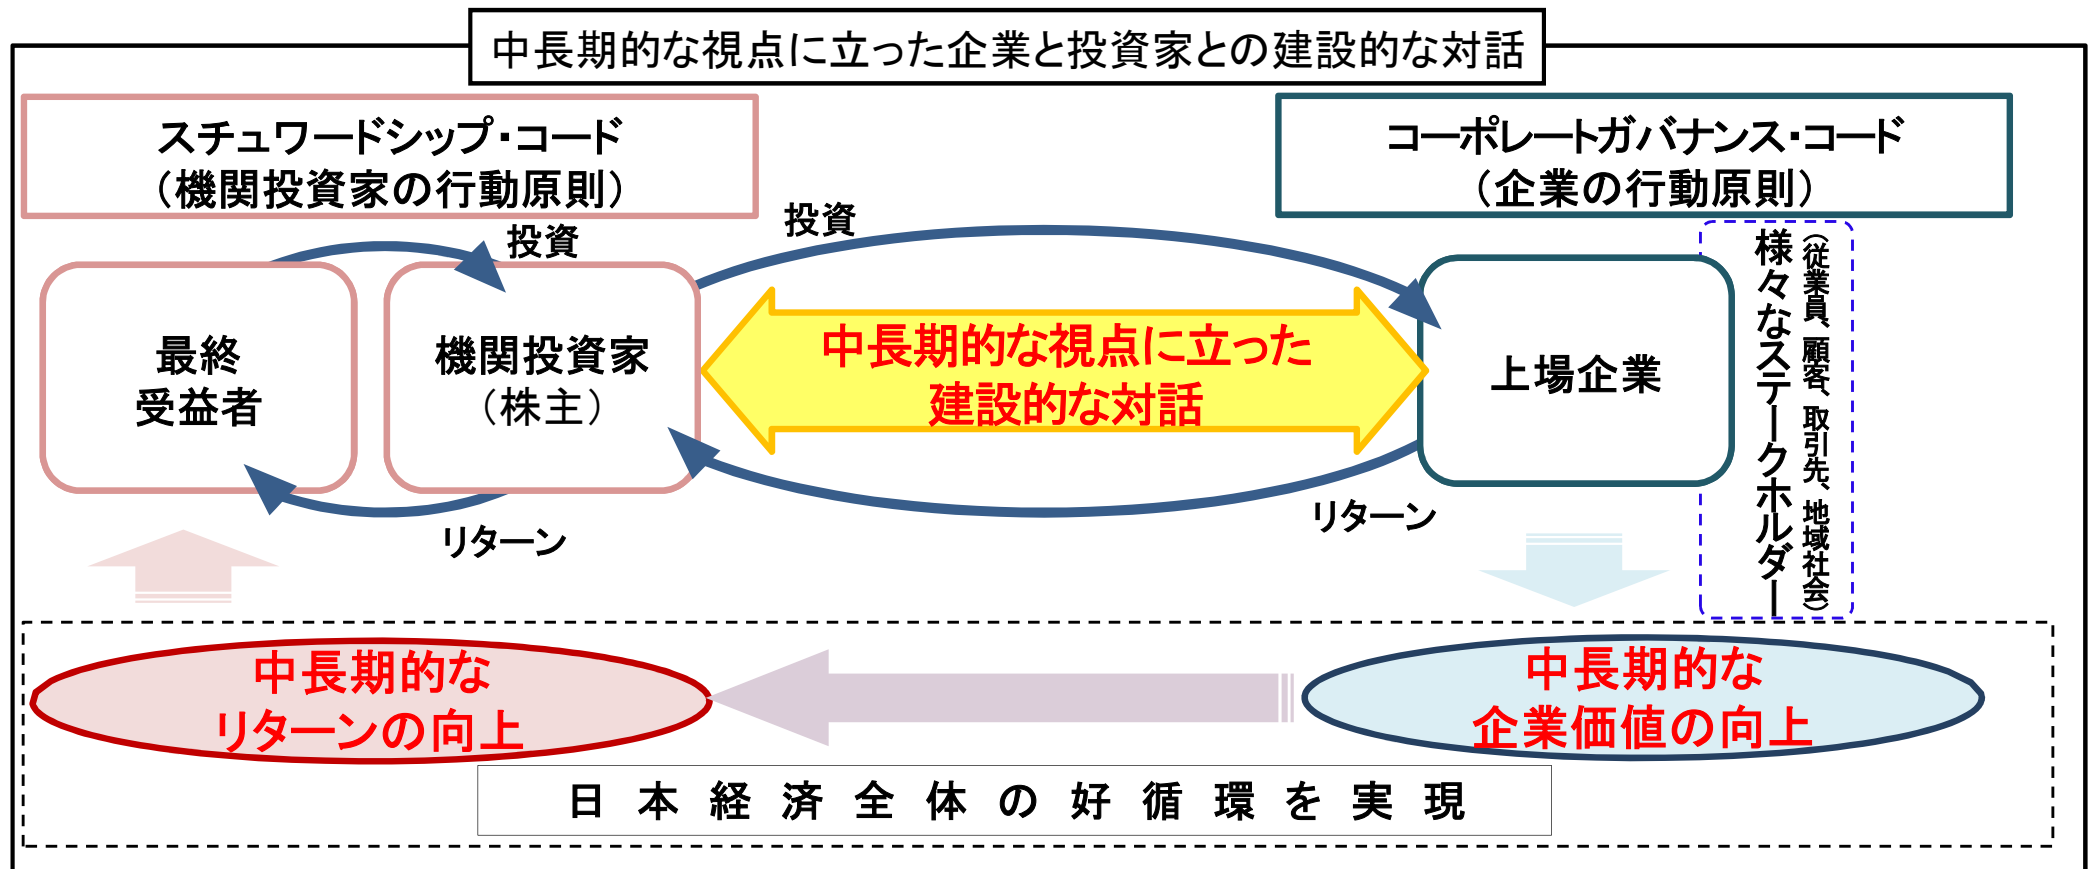 中長期的な視点に立った企業と投資家との建設的な対話
スチュワードシップ・コード
（機関投資家の行動原則）
コーポレートガバナンス・コード
（企業の行動原則）
投資
投資
最終
受益者
機関投資家
（株主）
中長期的な視点に立った
建設的な対話
上場企業
様々なステークホルダー
（従業員、顧客、取引先、地域社会）
リターン
リターン
中長期的な
リターンの向上
中長期的な
企業価値の向上
日本経済全体の好循環を実現